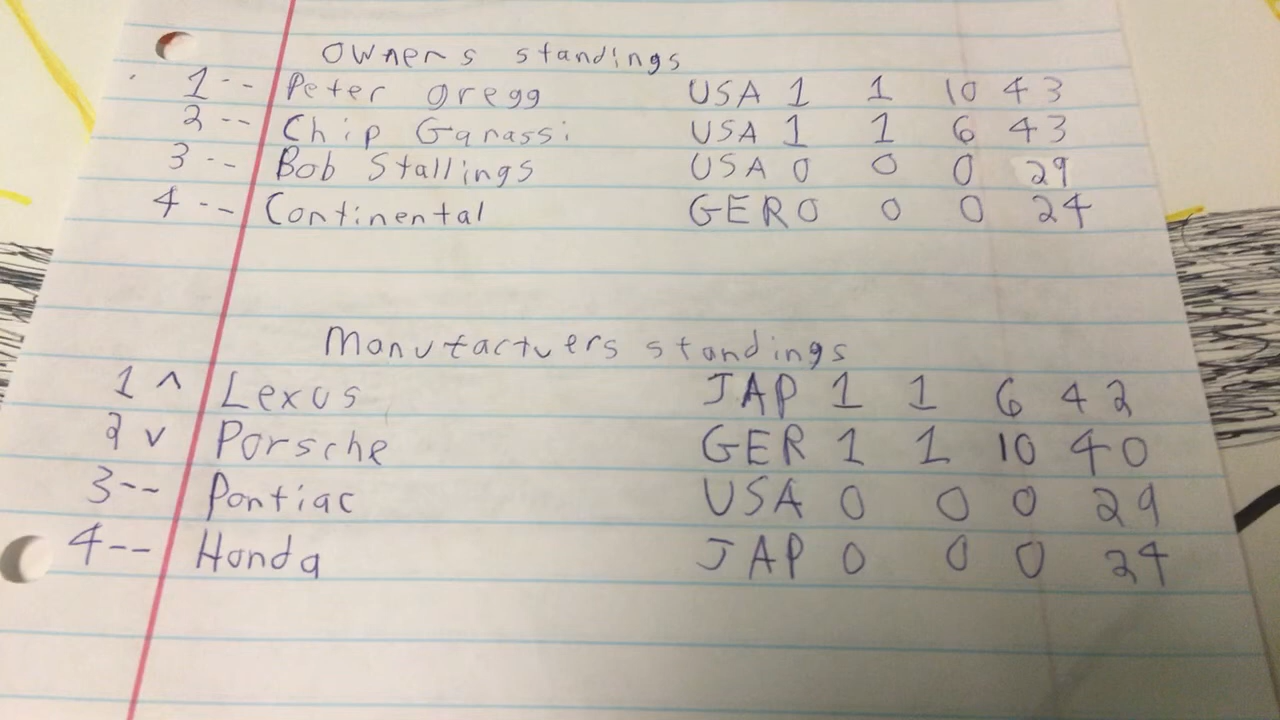 Owners standings
1 -- Peter Gregg USA 1 1 10 43
2 -- Chip Ganassi USA 1 1 6 43
3 -- Bob Stallings USA 0 0 0 29
4 -- Continental GER 0 0 0 24
Manufactuers standings
1 ^ Lexus JAP 1 1 6 42
2 v Porsche GER 1 1 10 40
3 -- Pontiac USA 0 0 0 29
4 -- Honda JAP 0 0 0 24